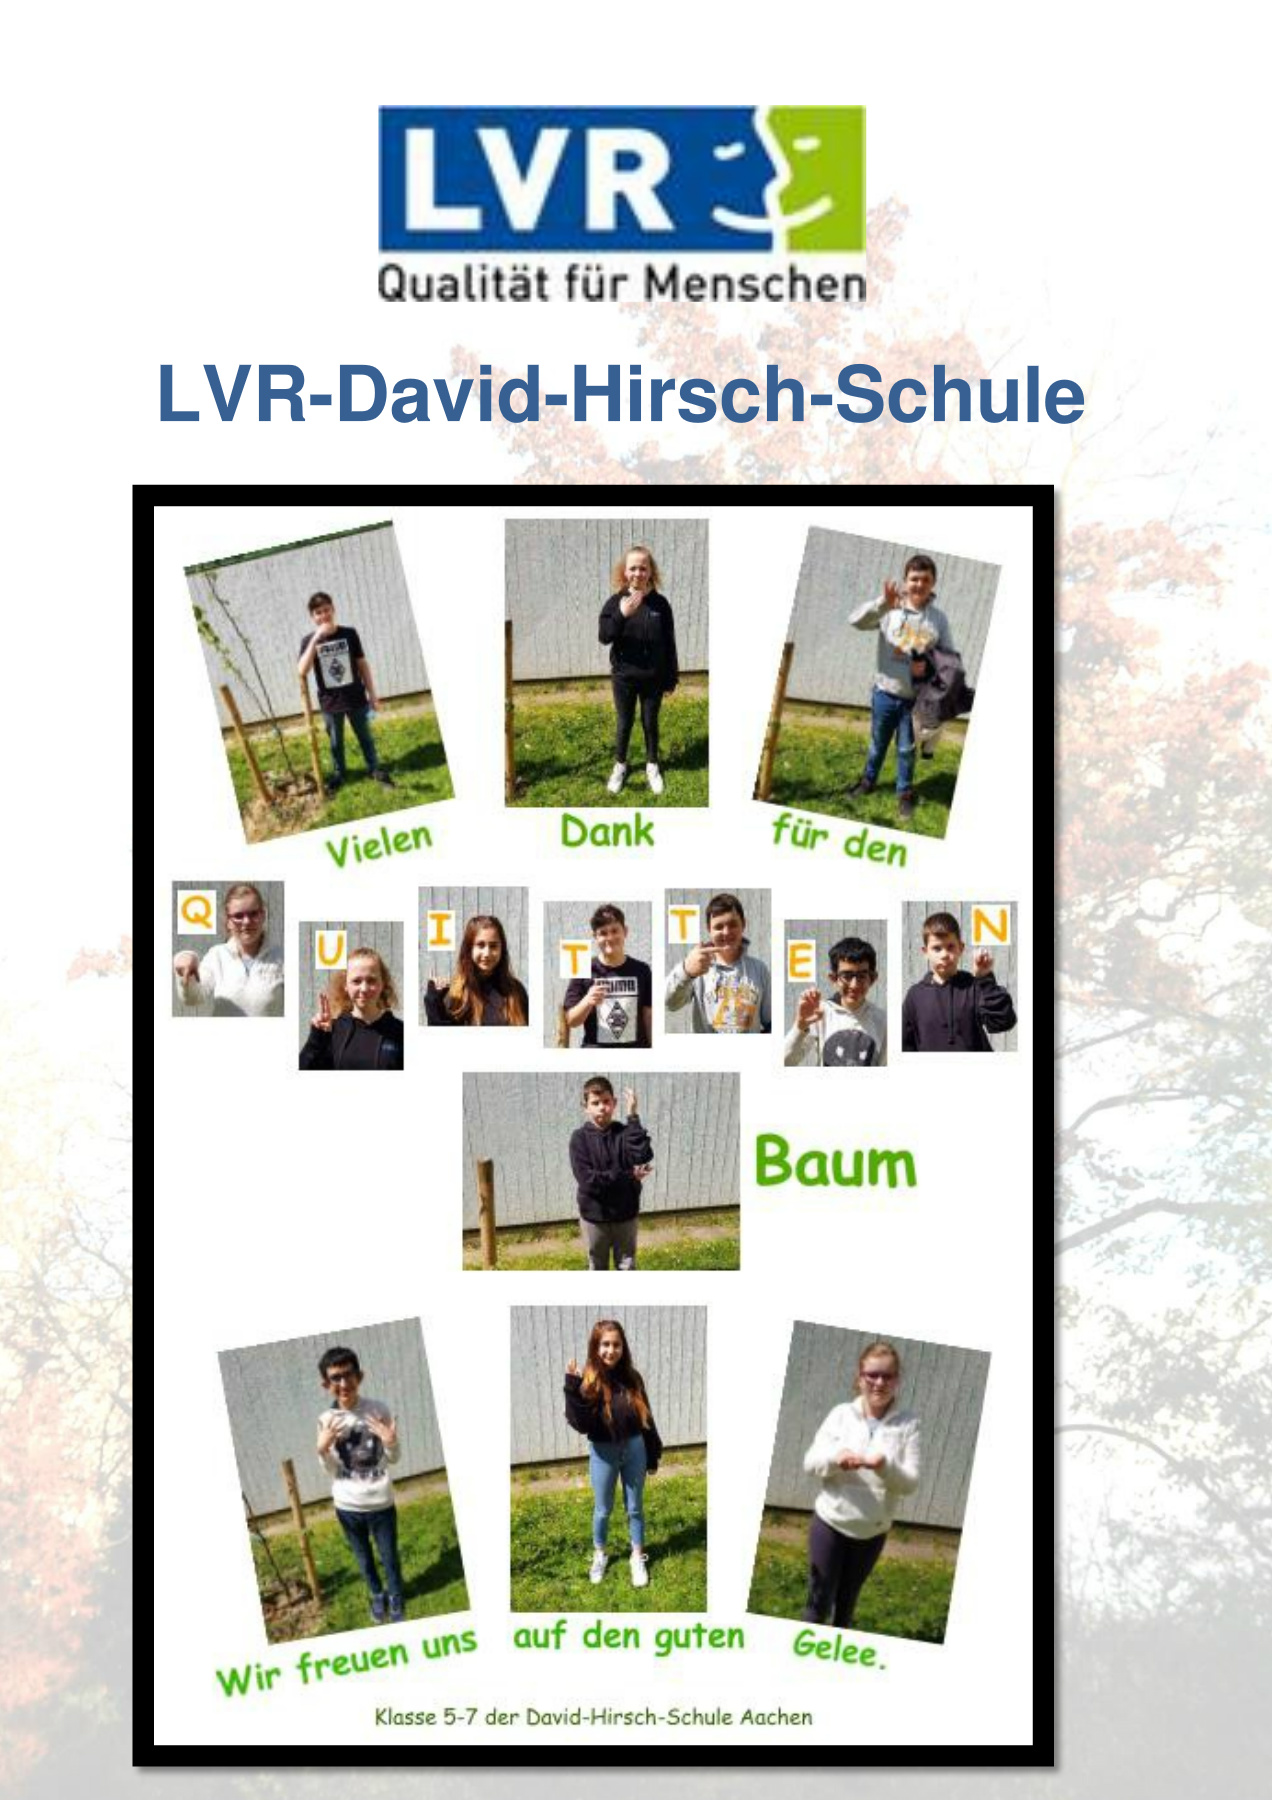 LVR
Qualität für Menschen
LVR-David-Hirsch-Schule
Vielen Dank für den
Q U I T T E N
Baum
Wir freuen uns auf den guten Gelee.
Klasse 5-7 der David-Hirsch-Schule Aachen